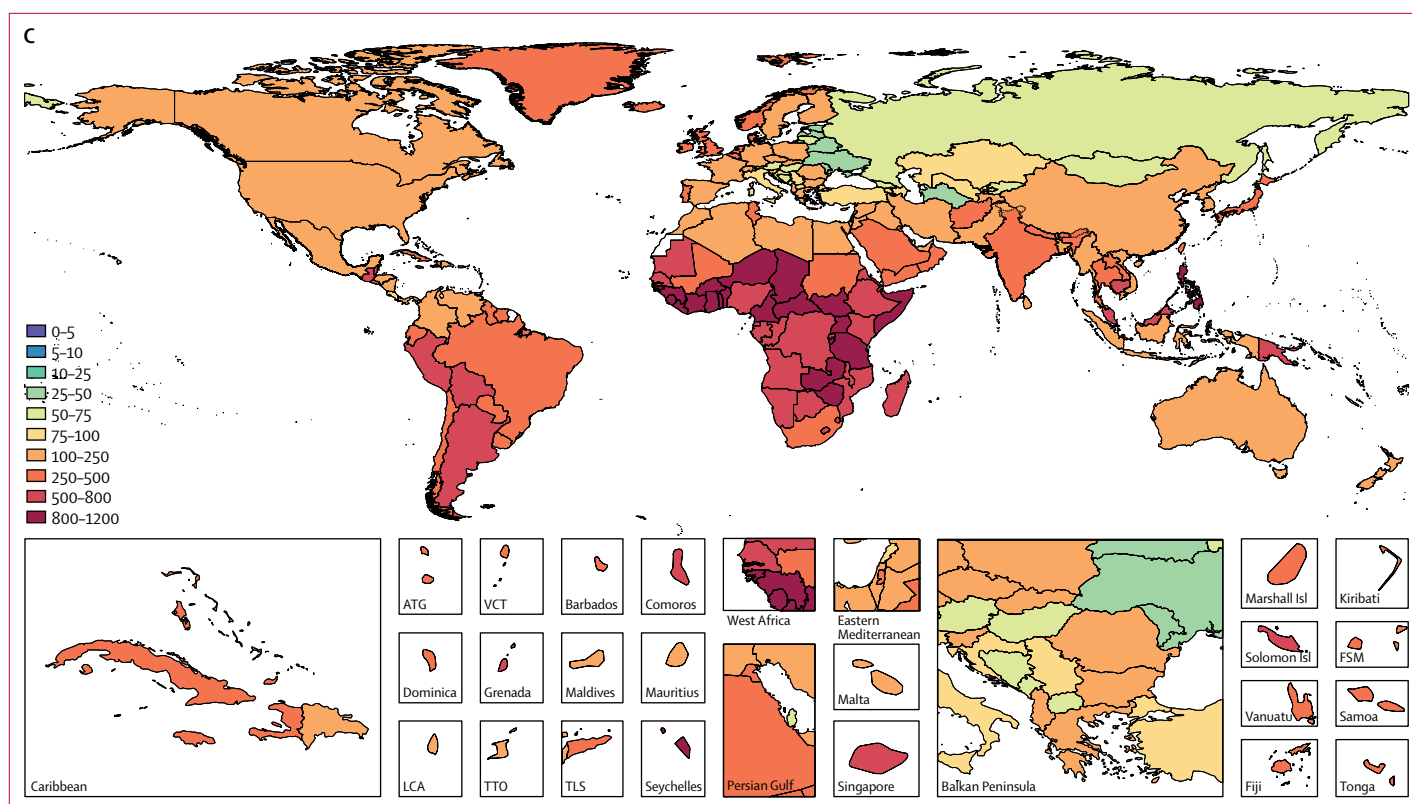 C
0–5
5–10
10–25
25–50
50–75
75–100
100–250
250–500
500–800
800–1200
Caribbean
ATG
VCT
Barbados
Comoros
West Africa
Eastern
Mediterranean
Dominica
Grenada
Maldives
Mauritius
Persian Gulf
Malta
LCA
TTO
TLS
Seychelles
Singapore
Balkan Peninsula
Marshall Isl
Kiribati
Solomon Isl
FSM
Vanuatu
Samoa
Fiji
Tonga